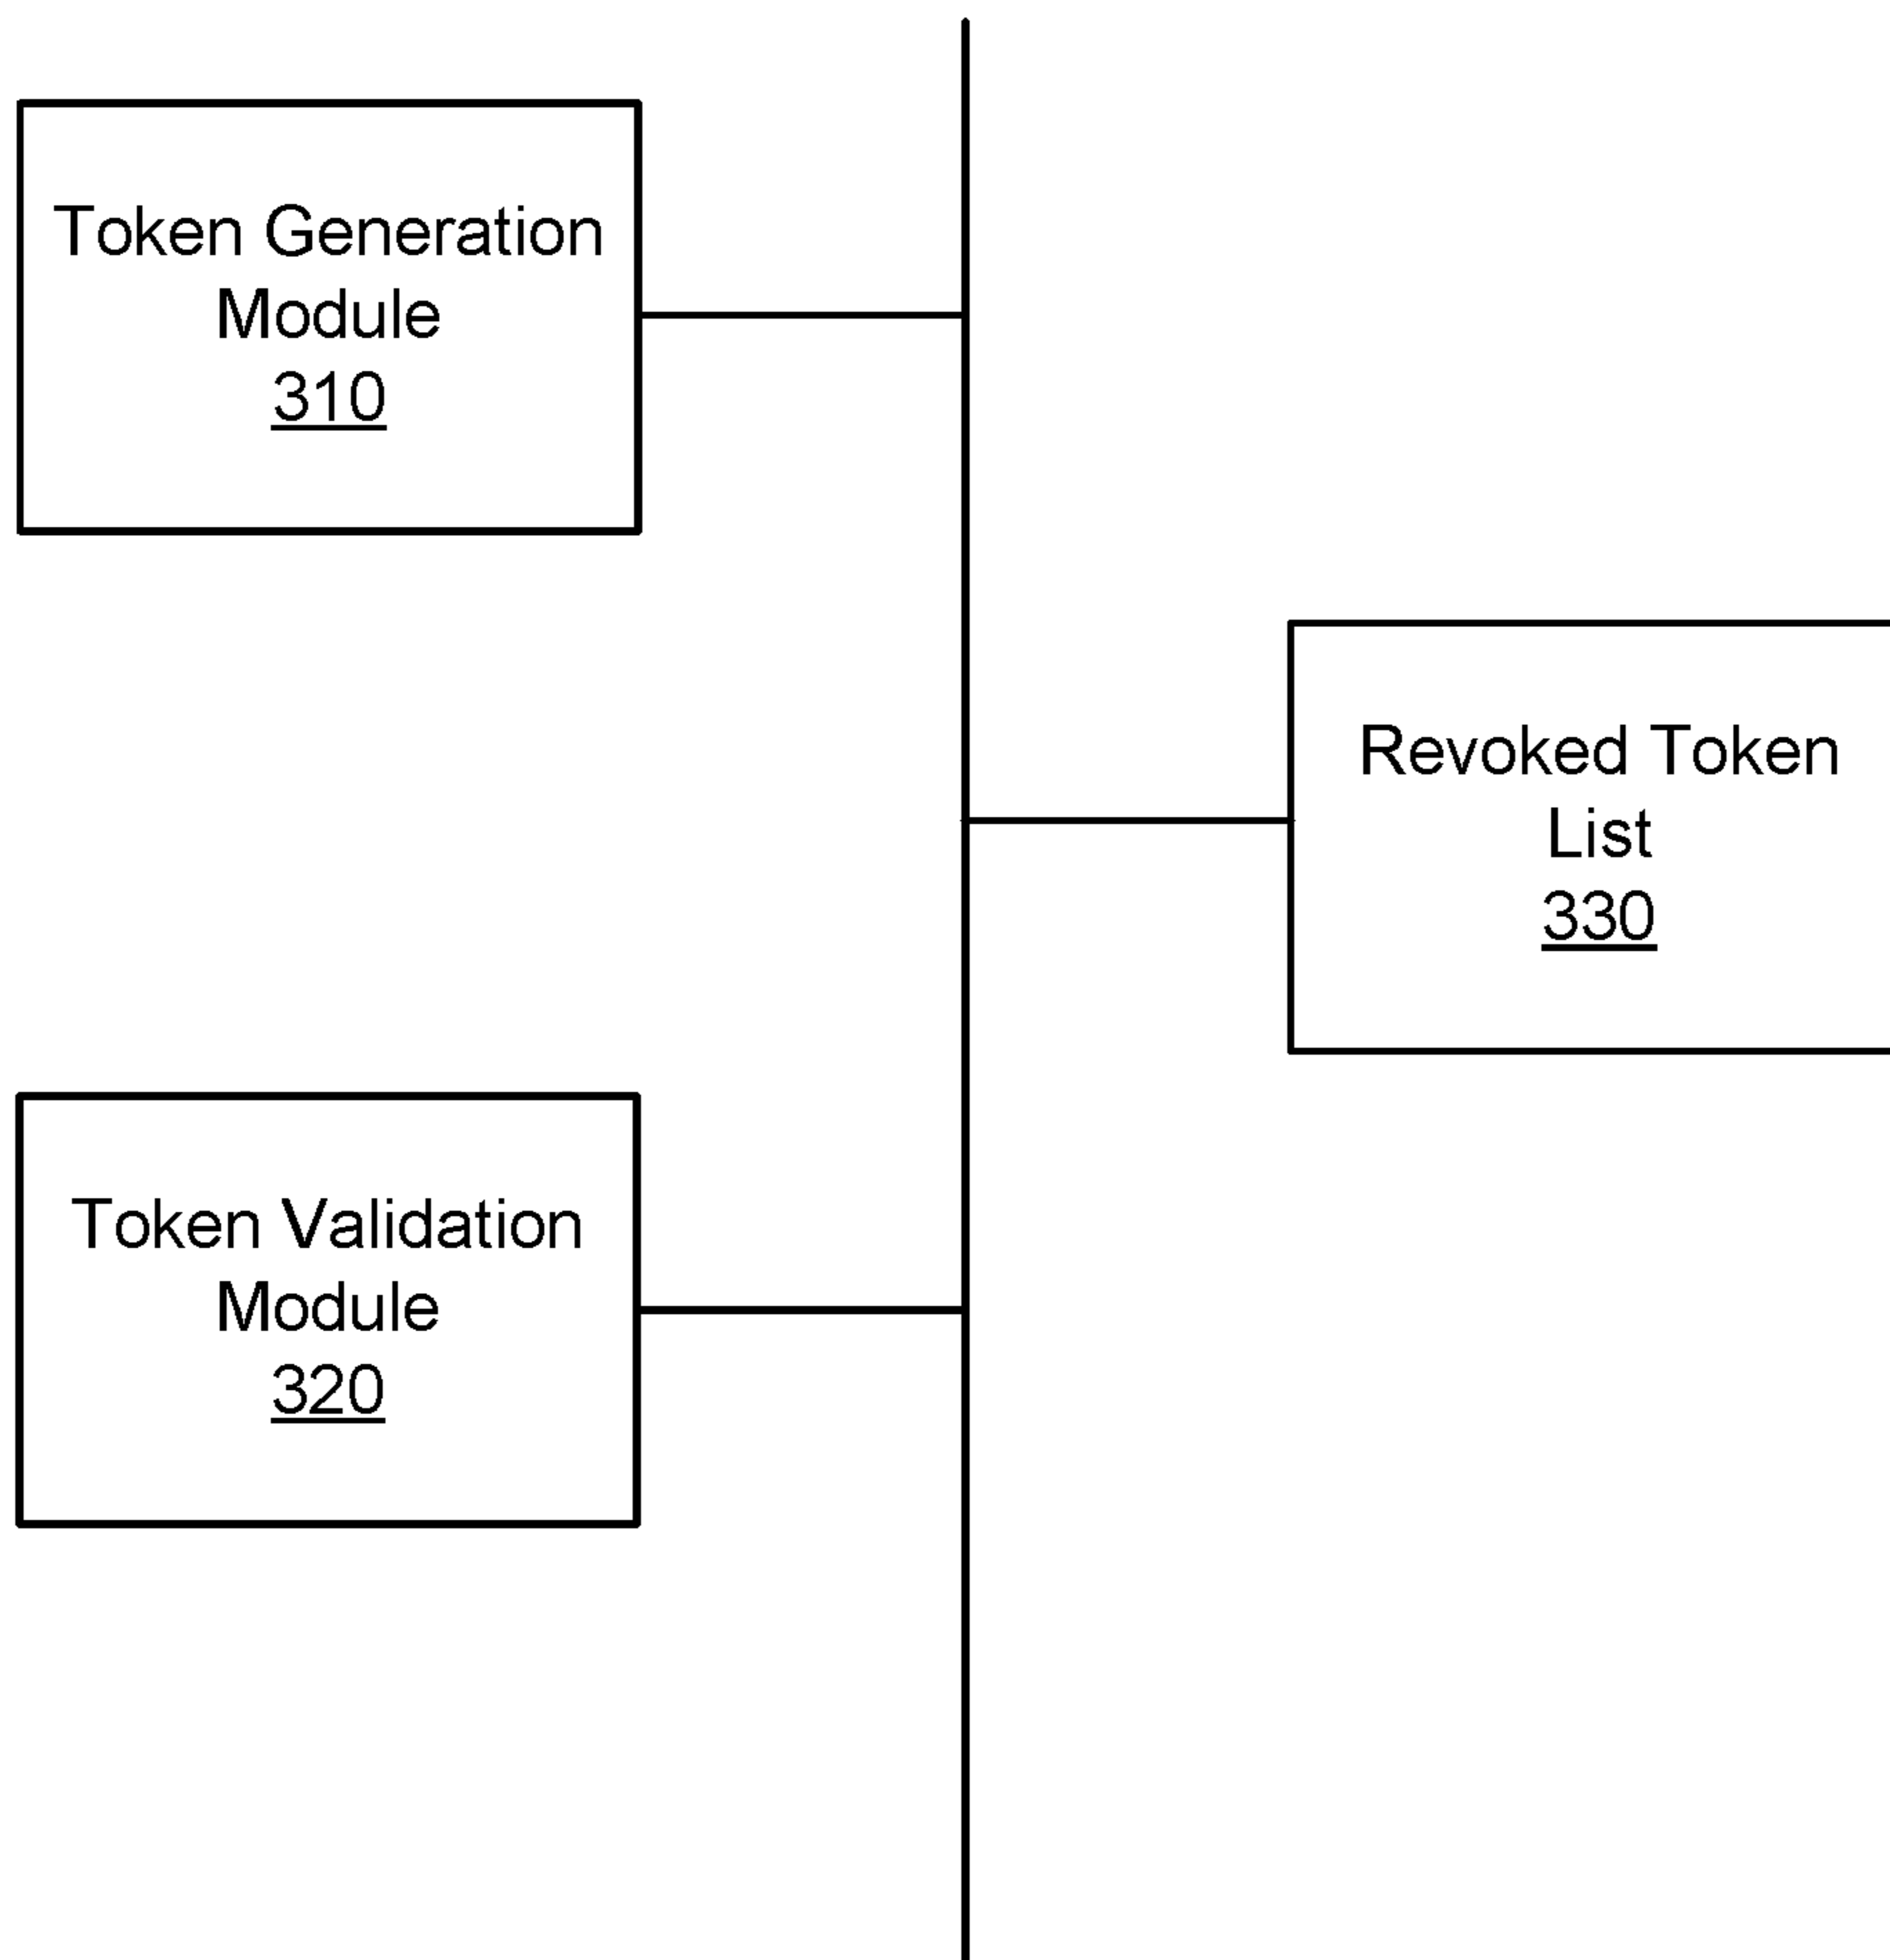 Token Generation
Module
310
Revoked Token
List
330
Token Validation
Module
320